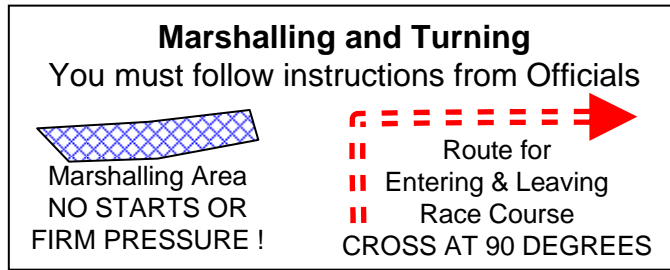 Marshalling and Turning
You must follow instructions from Officials
Marshalling Area
NO STARTS OR
FIRM PRESSURE !
Route for
Entering & Leaving
Race Course
CROSS AT 90 DEGREES